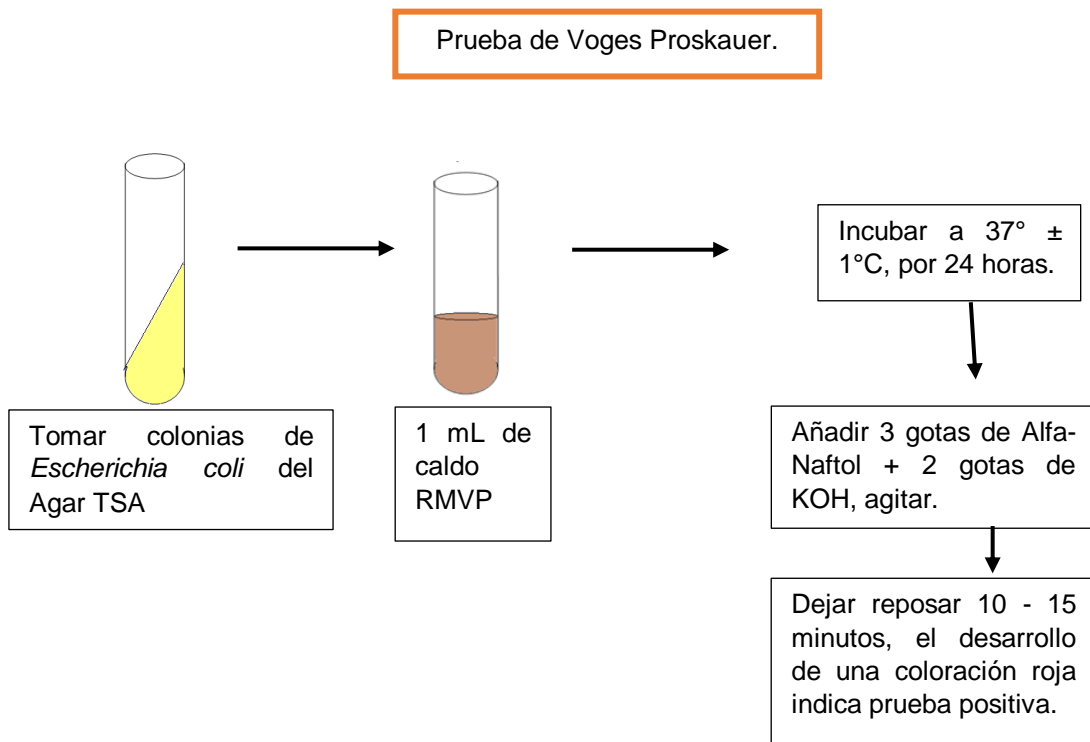 Prueba de Voges Proskauer.
Tomar colonias de
Escherichia coli del
Agar TSA
1 mL de
caldo
RMVP
Incubar a 37° ±
1°C, por 24 horas.
Añadir 3 gotas de Alfa-
Naftol + 2 gotas de
KOH, agitar.
Dejar reposar 10 - 15
minutos, el desarrollo
de una coloración roja
indica prueba positiva.